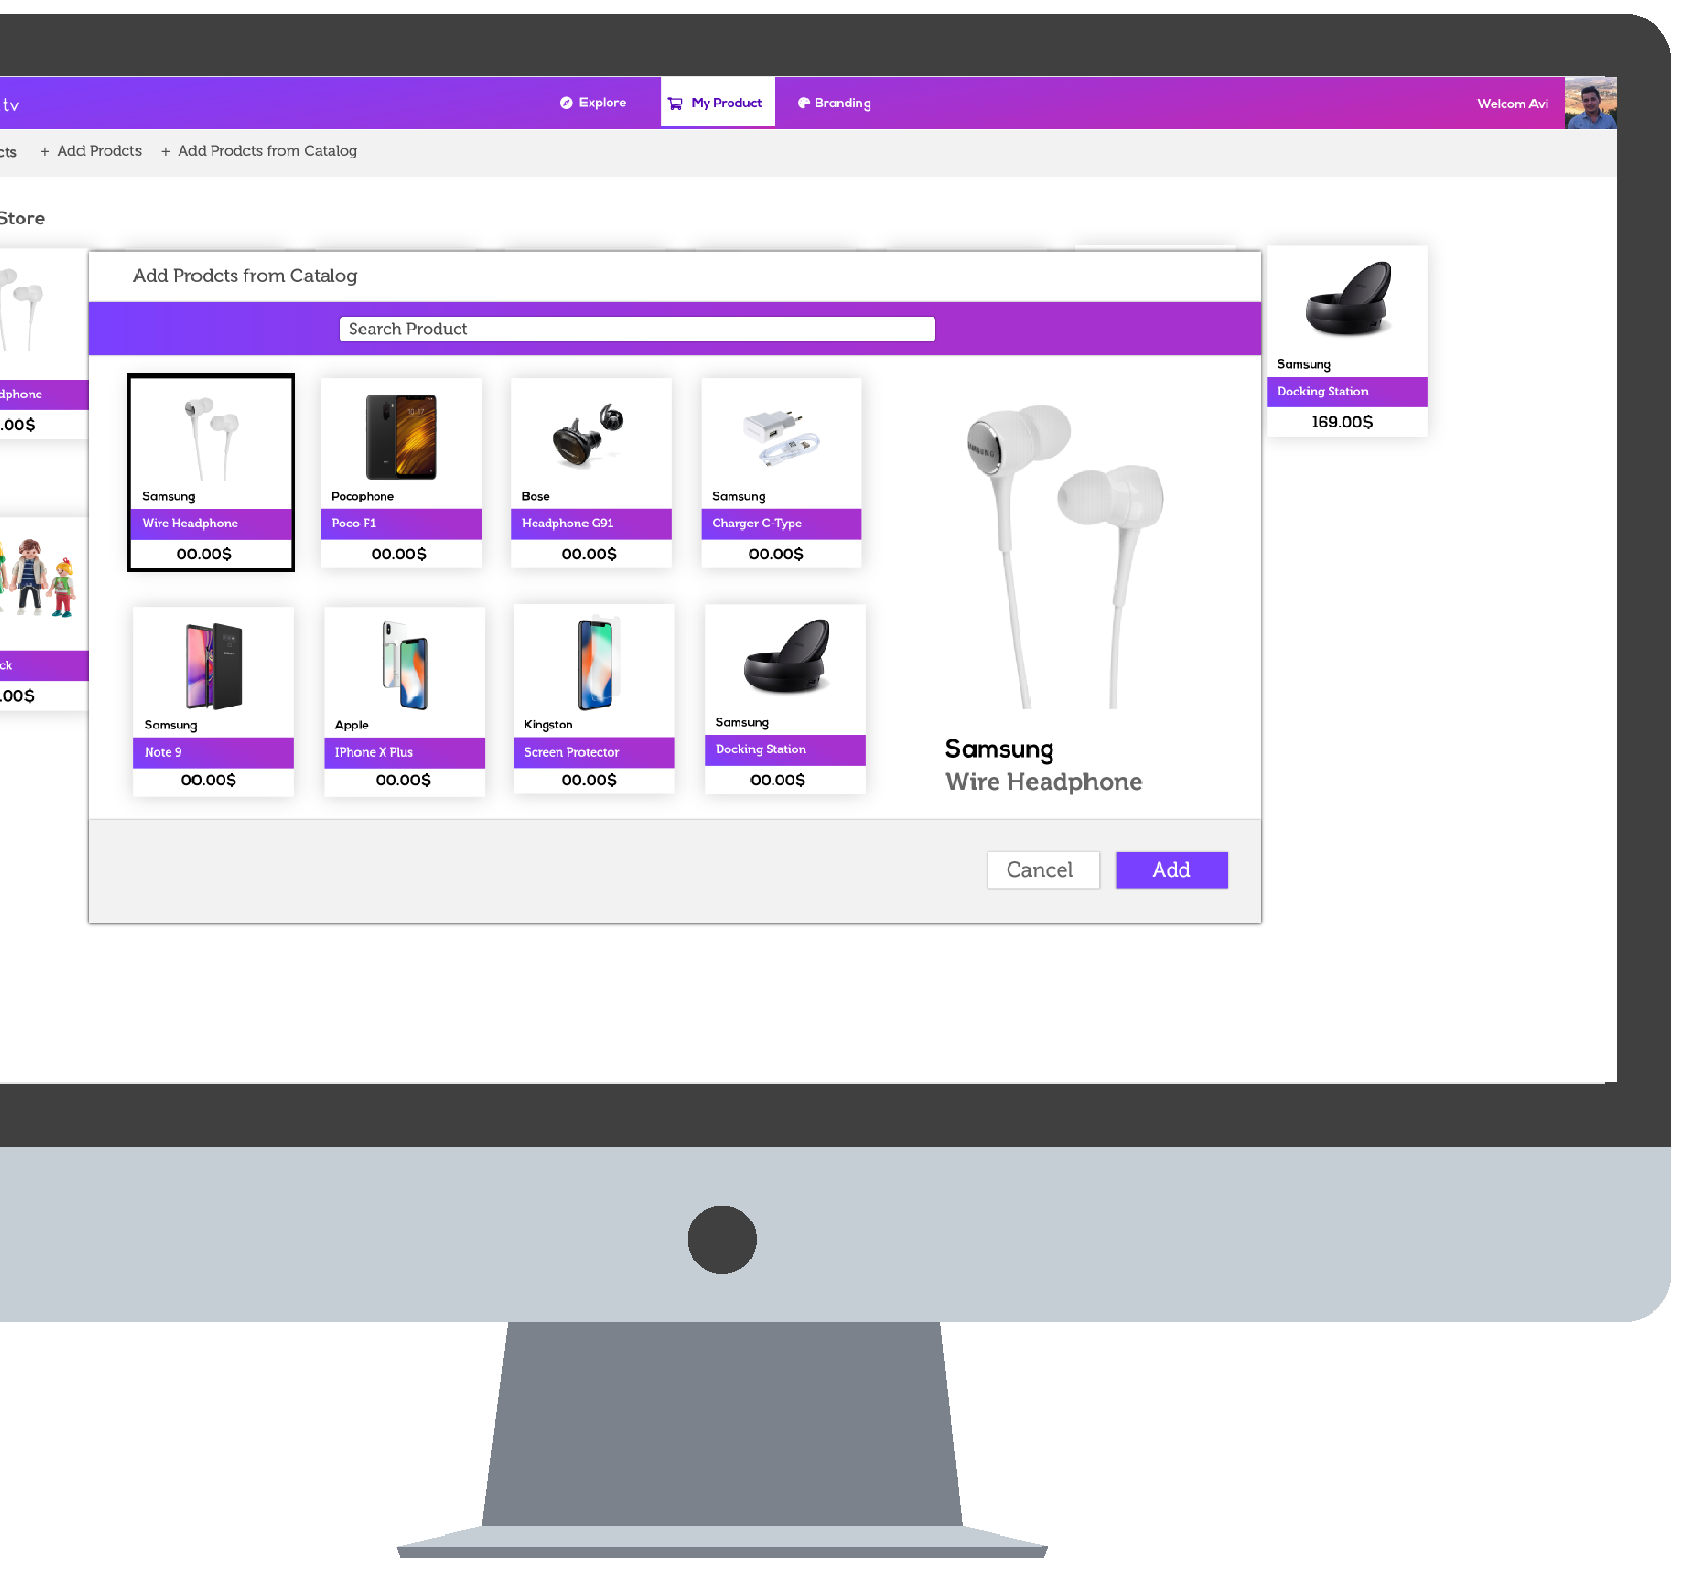 tv
Explore
My Product
Branding
Welcom Avi
cts
+ Add Prodcts
+ Add Prodcts from Catalog
Store
Add Prodcts from Catalog
Search Product
dphone
.00$
ck
.00$
Samsung
Wire Headphone
00.00$
Pocophone
Poco F1
00.00$
Bose
Headphone G91
00.00$
Samsung
Charger C-Type
00.00$
Samsung
Note 9
00.00$
Apple
IPhone X Plus
00.00$
Kingston
Screen Protector
00.00$
Samsung
Docking Station
00.00$
SAMSUNG
Samsung
Wire Headphone
Cancel
Add
Samsung
Docking Station
169.00$